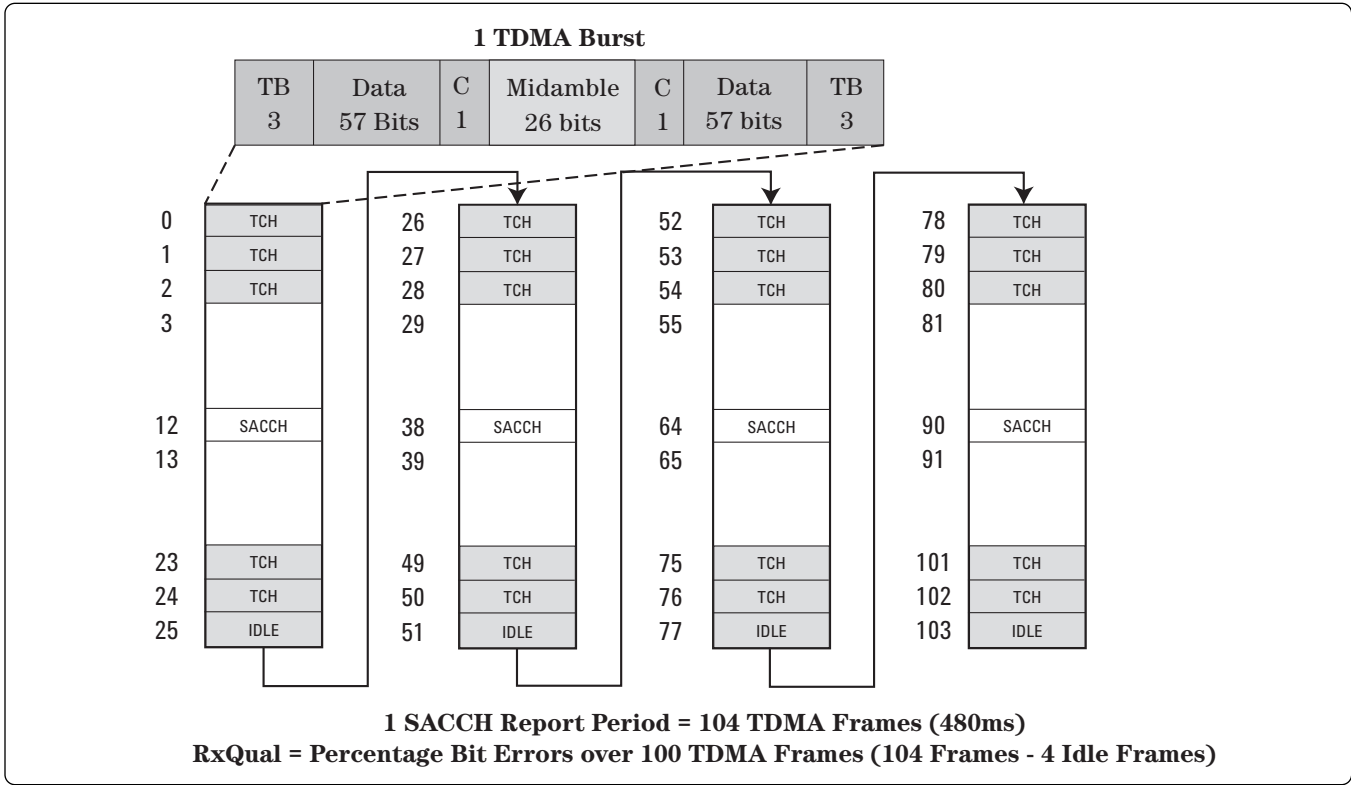 1 TDMA Burst
TB Data C Midamble C Data TB
3 57 Bits 1 26 bits 1 57 bits 3
0 TCH 26 TCH 52 TCH 78 TCH
1 TCH 27 TCH 53 TCH 79 TCH
2 TCH 28 TCH 54 TCH 80 TCH
3 29 55 81
12 SACCH 38 SACCH 64 SACCH 90 SACCH
13 39 65 91
23 TCH 49 TCH 75 TCH 101 TCH
24 TCH 50 TCH 76 TCH 102 TCH
25 IDLE 51 IDLE 77 IDLE 103 IDLE
1 SACCH Report Period = 104 TDMA Frames (480ms)
RxQual = Percentage Bit Errors over 100 TDMA Frames (104 Frames - 4 Idle Frames)